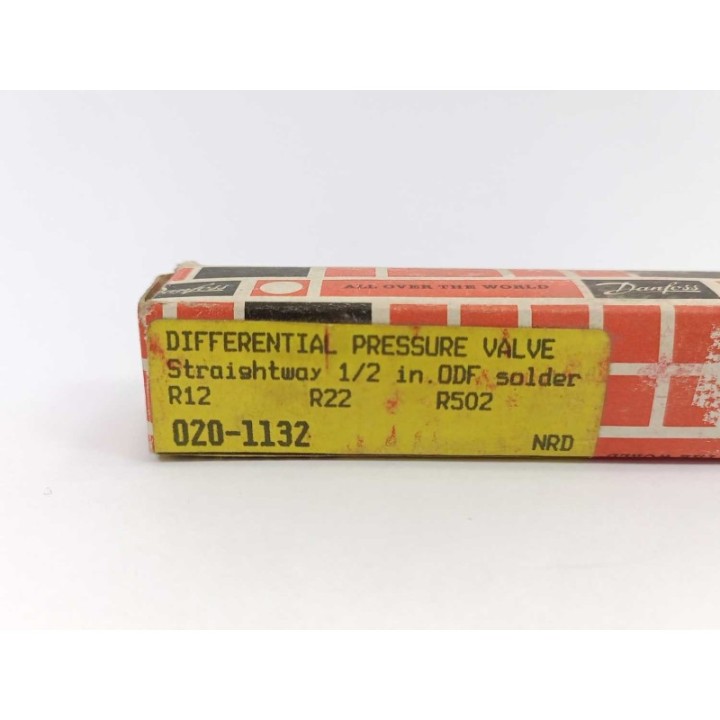 Danfoss
ALL OVER THE WORLD
Danfoss
DIFFERENTIAL PRESSURE VALVE
Straightway 1/2 in.ODF solder
R12 R22 R502
020-1132 NRD